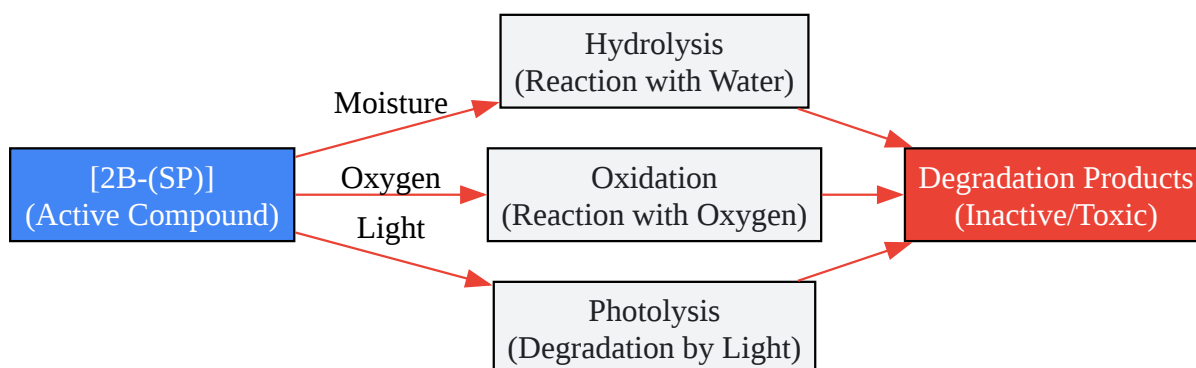 Hydrolysis
(Reaction with Water)
Moisture
[2B-(SP)]
(Active Compound)
Oxygen
Oxidation
(Reaction with Oxygen)
Degradation Products
(Inactive/Toxic)
Light
Photolysis
(Degradation by Light)